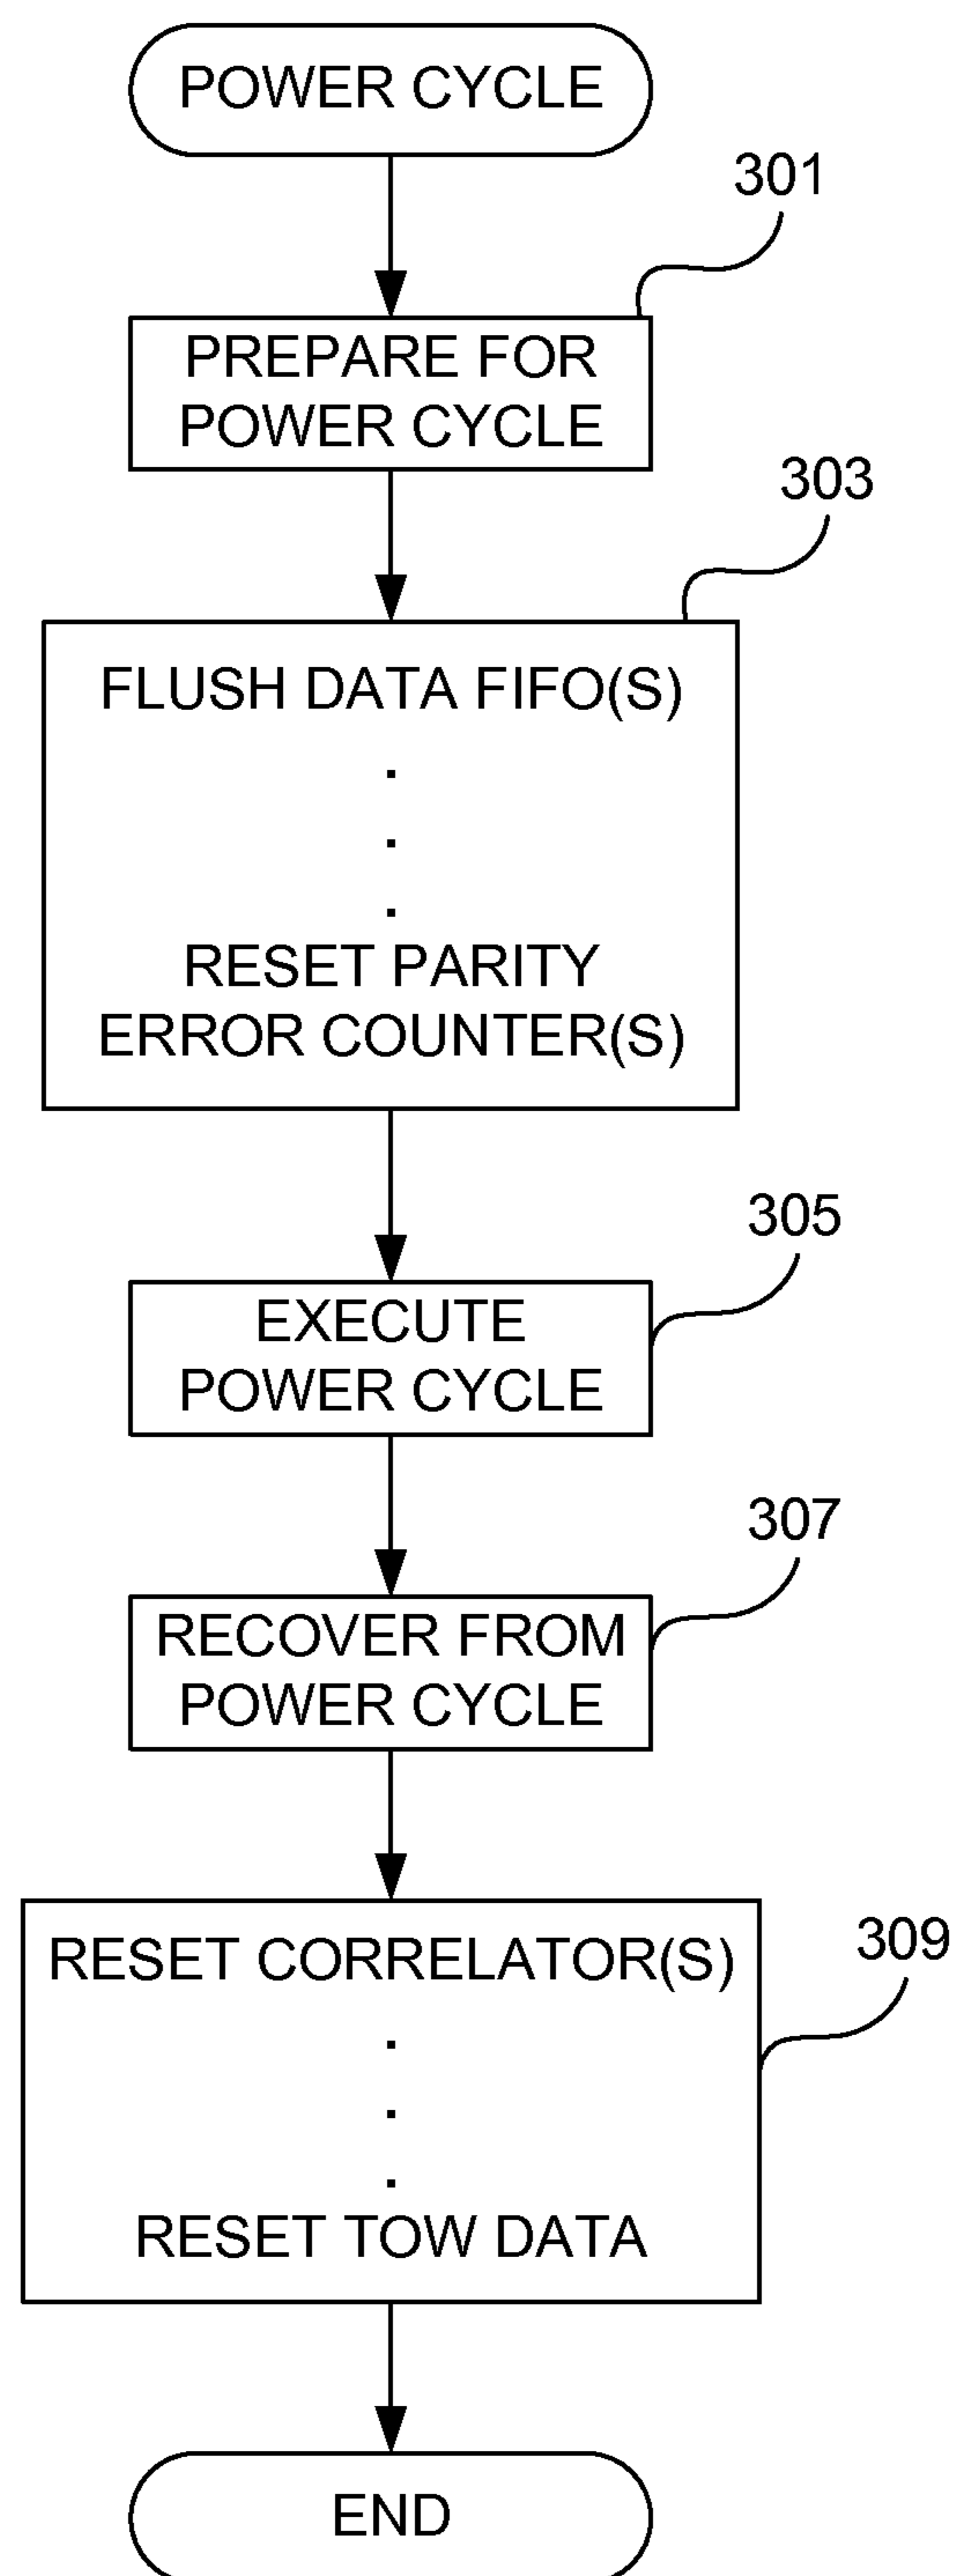 POWER CYCLE
301
PREPARE FOR
POWER CYCLE
303
FLUSH DATA FIFO(S)
.
.
.
RESET PARITY
ERROR COUNTER(S)
305
EXECUTE
POWER CYCLE
307
RECOVER FROM
POWER CYCLE
309
RESET CORRELATOR(S)
.
.
.
RESET TOW DATA
END